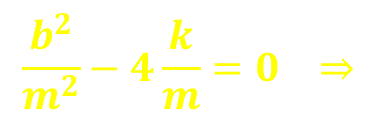 b²/m² − 4 k/m = 0 ⇒